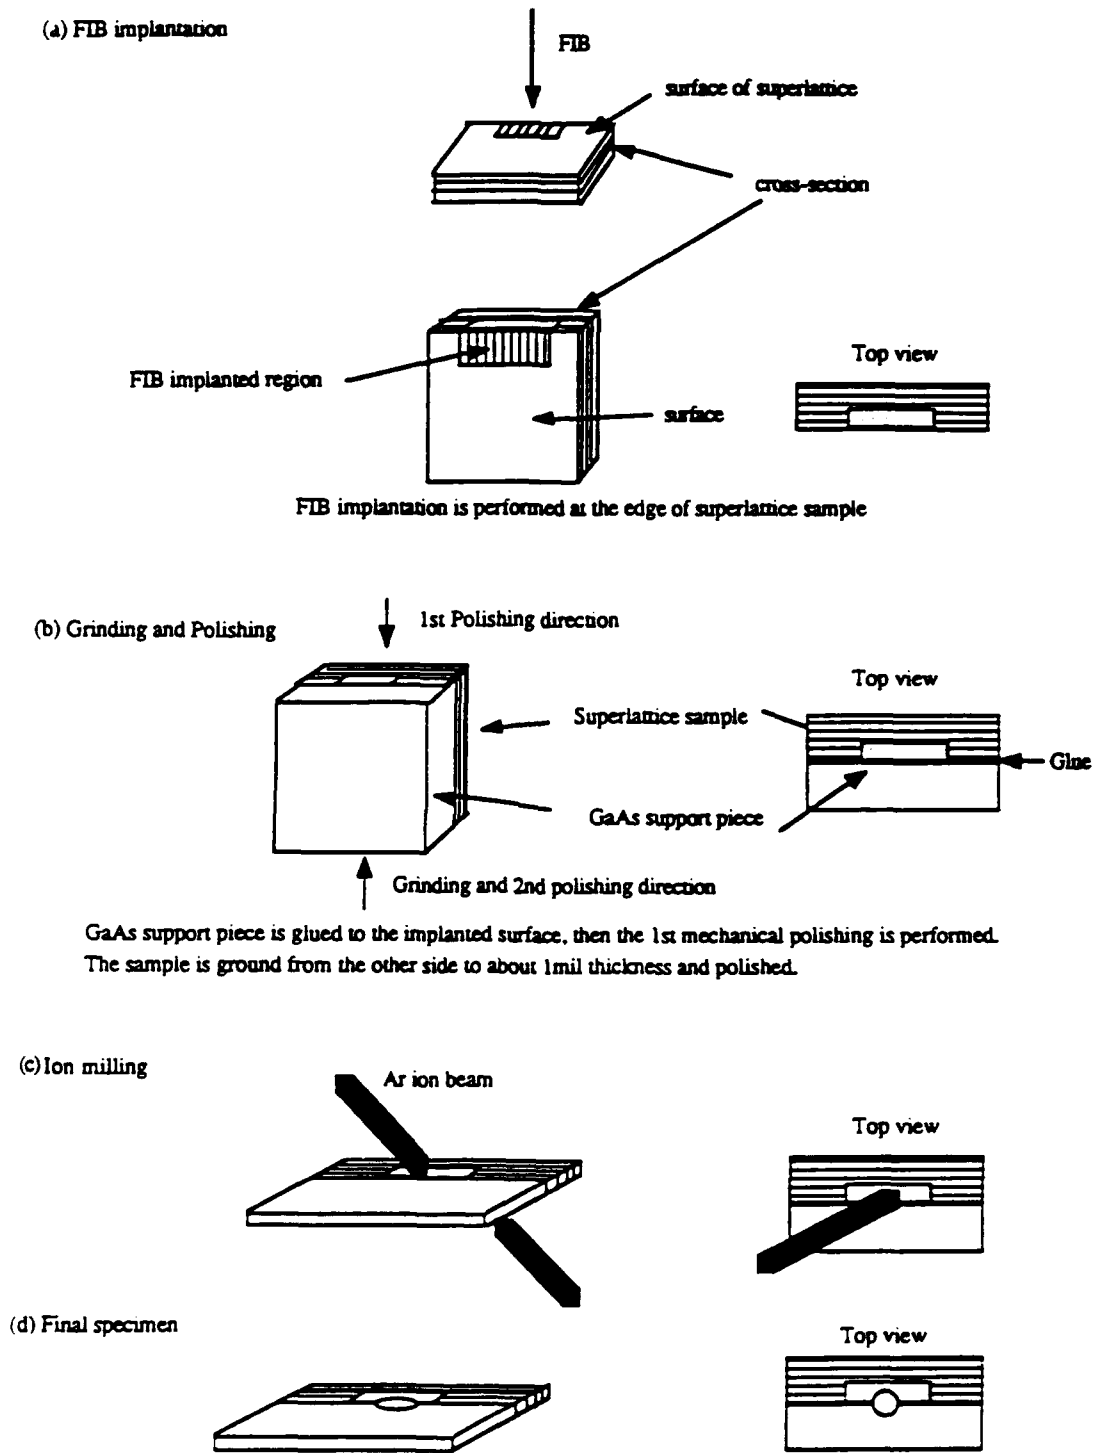 (a) FIB implantation
FIB
surface of superlattice
cross-section
Top view
FIB implanted region
surface
FIB implantation is performed at the edge of superlattice sample
(b) Grinding and Polishing
1st Polishing direction
Top view
Superlattice sample
Glue
GaAs support piece
Grinding and 2nd polishing direction
GaAs support piece is glued to the implanted surface, then the 1st mechanical polishing is performed.
The sample is ground from the other side to about 1mil thickness and polished.
(c) Ion milling
Ar ion beam
Top view
(d) Final specimen
Top view